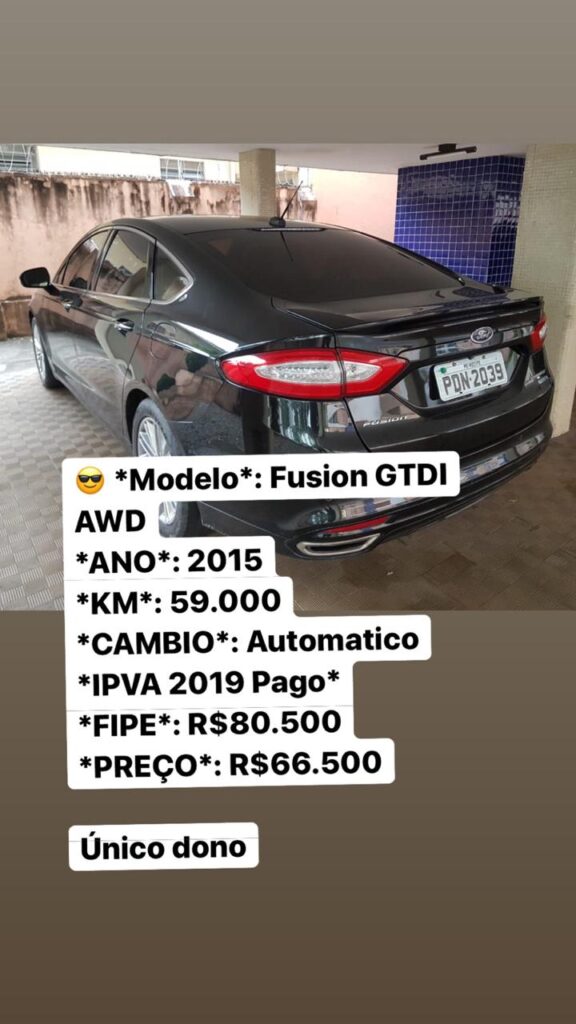 Ford
PDN-2039
FUSION
😎 *Modelo*: Fusion GTDI
AWD
*ANO*: 2015
*KM*: 59.000
*CAMBIO*: Automatico
*IPVA 2019 Pago*
*FIPE*: R$80.500
*PREÇO*: R$66.500
Único dono